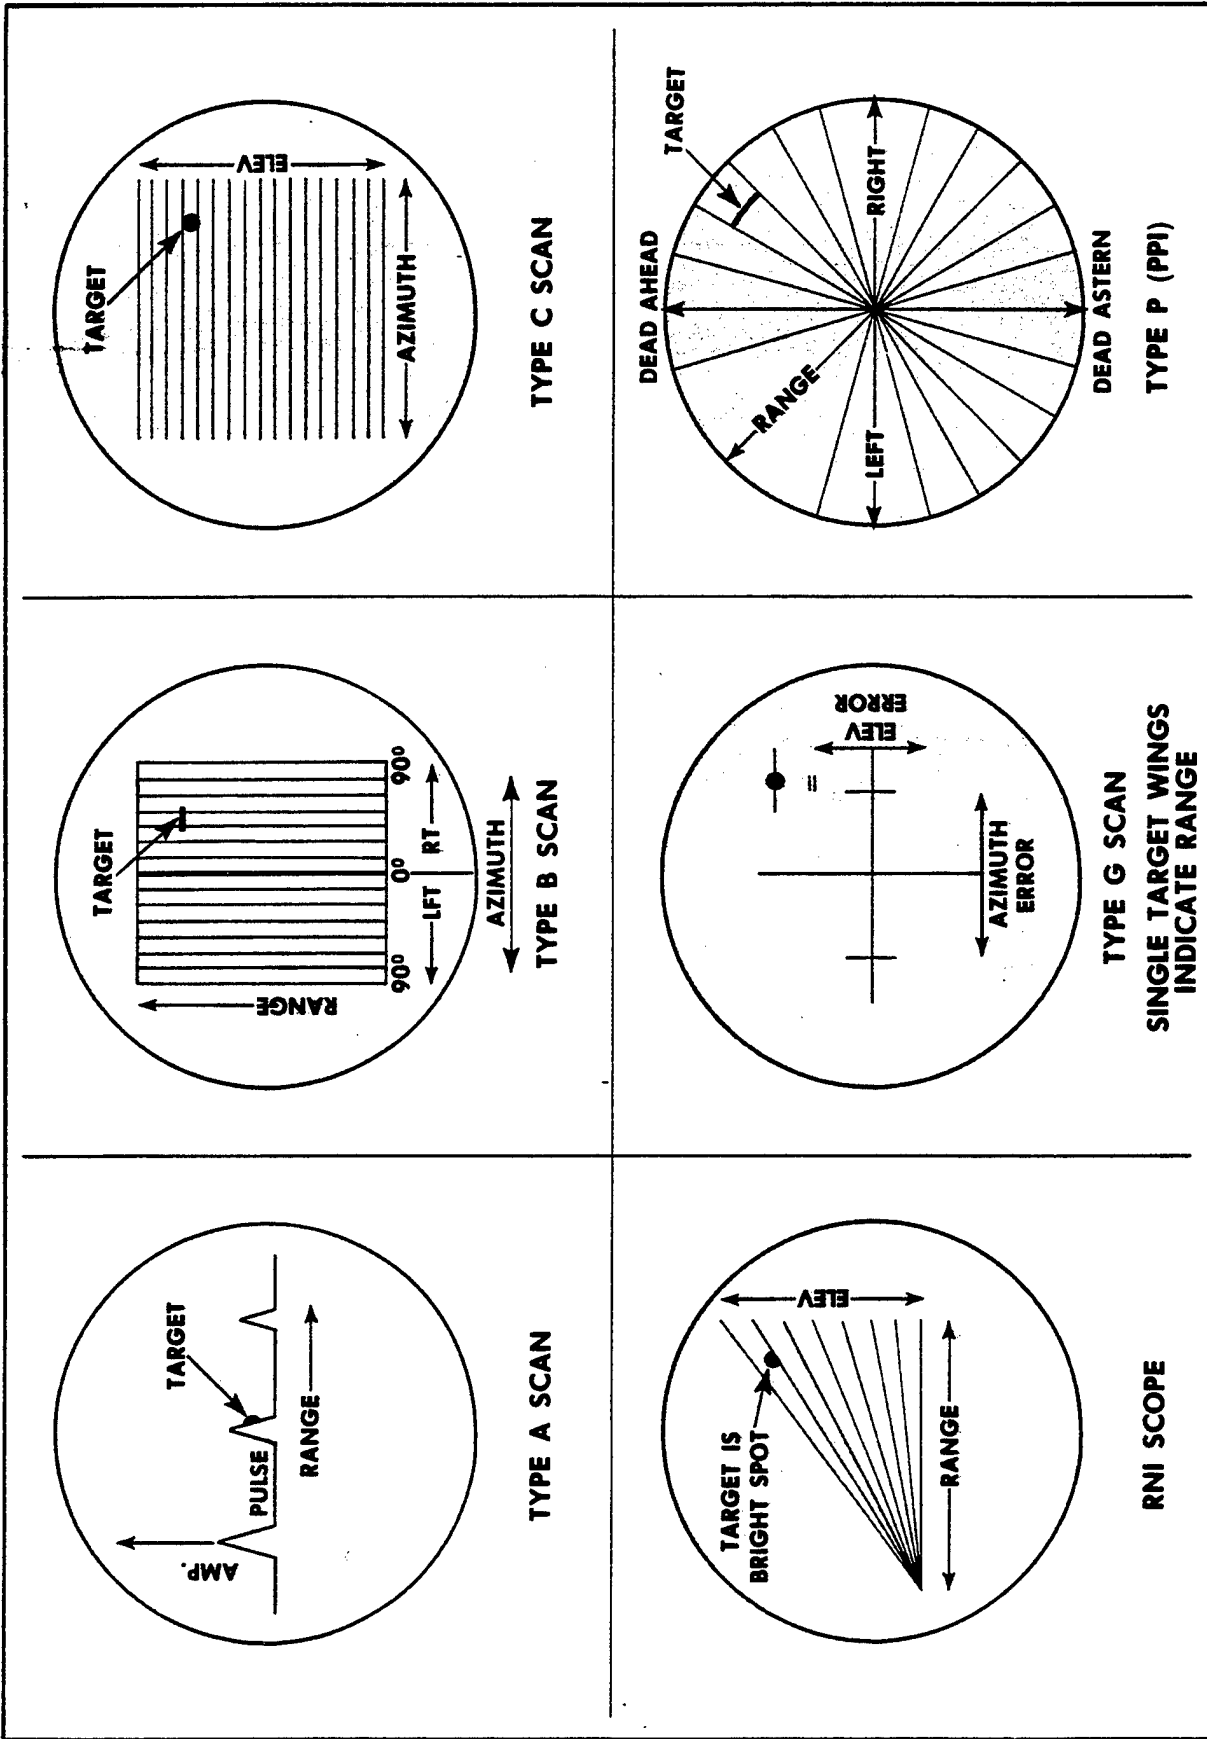 AMP.
PULSE
TARGET
RANGE
TYPE A SCAN
TARGET
RANGE
90°
0°
90°
LFT
RT
AZIMUTH
TYPE B SCAN
TARGET
ELEV
AZIMUTH
TYPE C SCAN
TARGET IS
BRIGHT SPOT
ELEV
RANGE
RNI SCOPE
ELEV
ERROR
AZIMUTH
ERROR
TYPE G SCAN
SINGLE TARGET WINGS
INDICATE RANGE
DEAD AHEAD
TARGET
RANGE
LEFT
RIGHT
DEAD ASTERN
TYPE P (PPI)